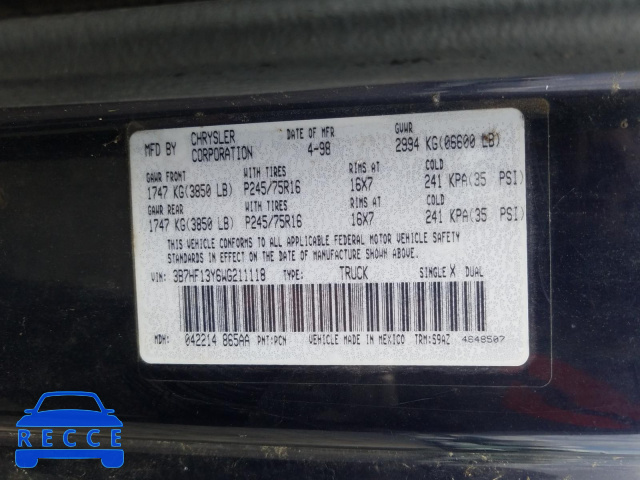 MFD BY CHRYSLER CORPORATION DATE OF MFR 4-98 GVWR 2994 KG(06600 LB)
GAWR FRONT WITH TIRES RIMS AT COLD
1747 KG(3850 LB) P245/75R16 16X7 241 KPA(35 PSI)
GAWR REAR WITH TIRES RIMS AT COLD
1747 KG(3850 LB) P245/75R16 16X7 241 KPA(35 PSI)
THIS VEHICLE CONFORMS TO ALL APPLICABLE FEDERAL MOTOR VEHICLE SAFETY
STANDARDS IN EFFECT ON THE DATE OF MANUFACTURE SHOWN ABOVE.
VIN: 3B7HF13Y6WG211118 TYPE: TRUCK SINGLE X DUAL
MDH: 042214 865AA PNT:PCN VEHICLE MADE IN MEXICO TRM:S9AZ 4648507
RECCE